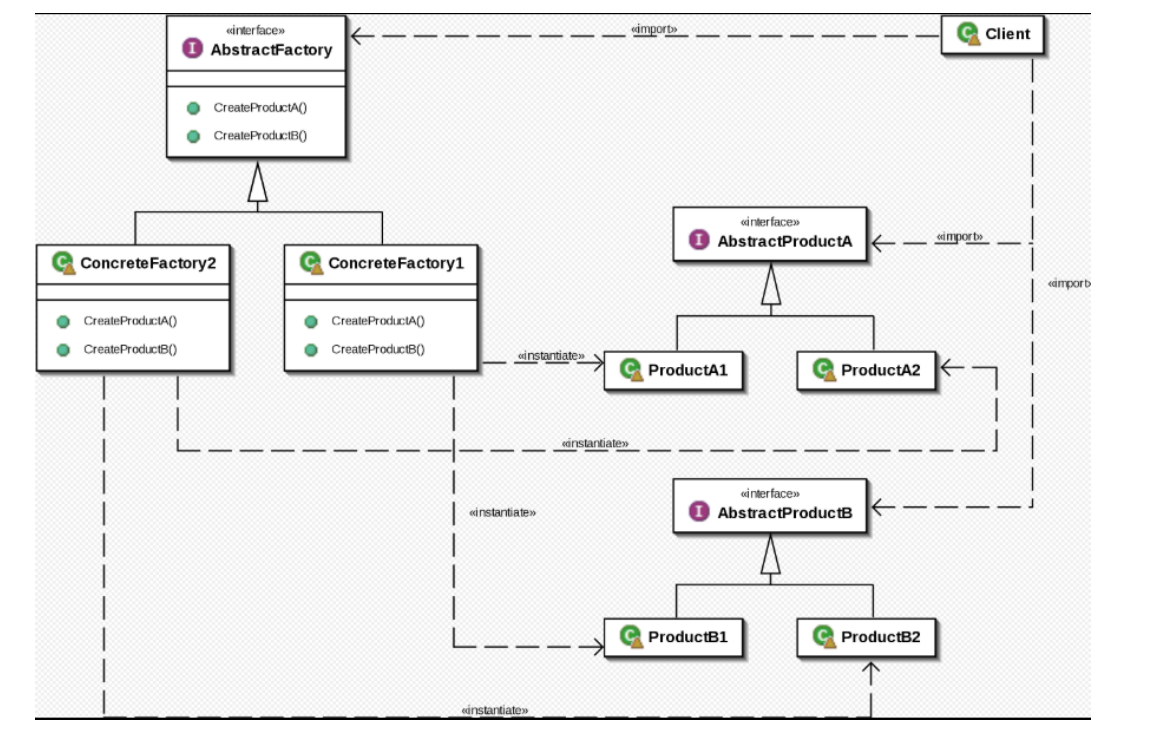 «interface»
AbstractFactory
CreateProductA()
CreateProductB()
«import»
Client
«interface»
AbstractProductA
«import»
«import»
ConcreteFactory2
CreateProductA()
CreateProductB()
ConcreteFactory1
CreateProductA()
CreateProductB()
«instantiate»
ProductA1
ProductA2
«instantiate»
«interface»
AbstractProductB
«instantiate»
ProductB1
ProductB2
«instantiate»